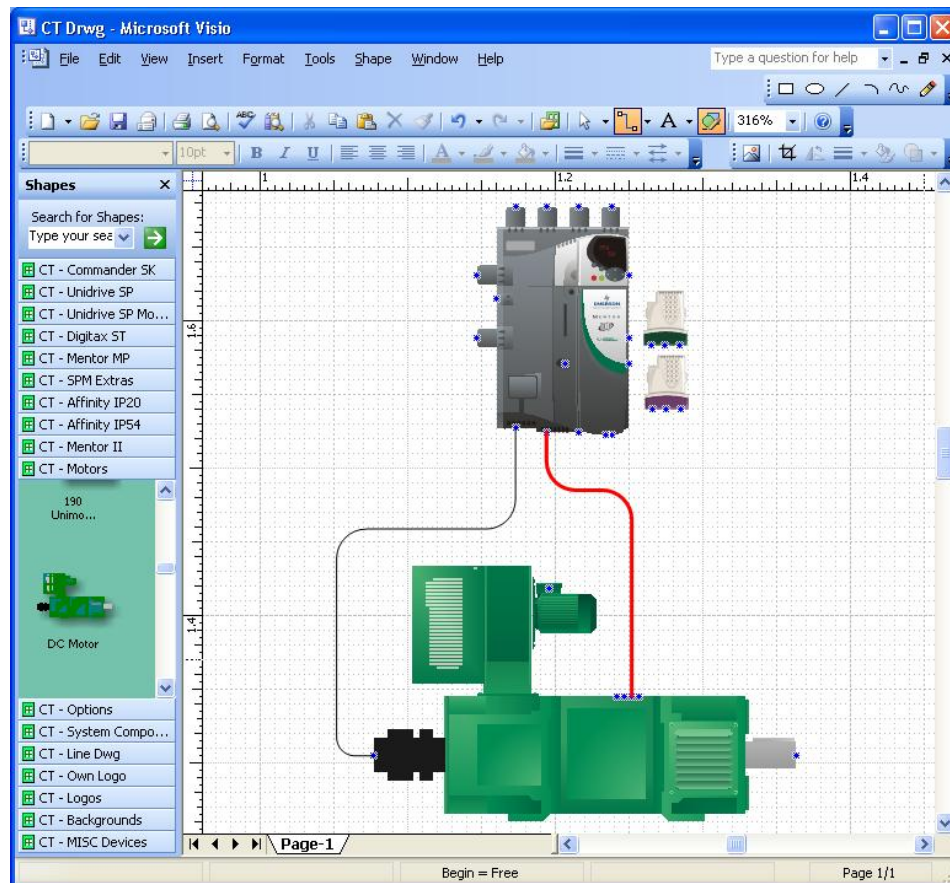 CT Drwg - Microsoft Visio
File Edit View Insert Format Tools Shape Window Help
Type a question for help
ABC
A
316%
10pt
B I U
A
Shapes
1 1.2 1.4
Search for Shapes:
Type your sea
CT - Commander SK
CT - Unidrive SP
CT - Unidrive SP Mo...
CT - Digitax ST
CT - Mentor MP
CT - SPM Extras
CT - Affinity IP20
CT - Affinity IP54
CT - Mentor II
CT - Motors
190
Unimo...
DC Motor
CT - Options
CT - System Compo...
CT - Line Dwg
CT - Own Logo
CT - Logos
CT - Backgrounds
CT - MISC Devices
1.6
EMERSON
Mentor
1.4
Page-1
Begin = Free
Page 1/1